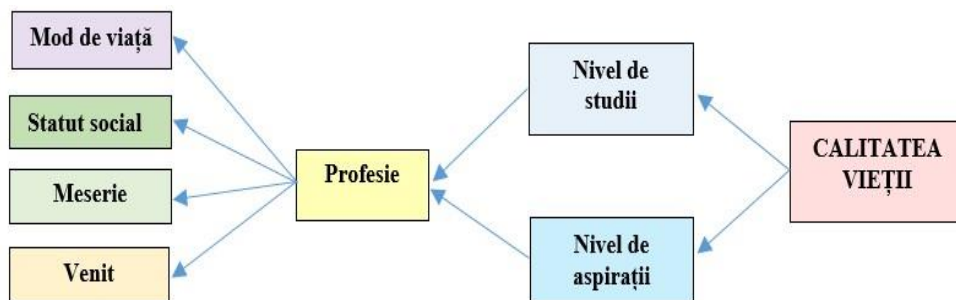 Mod de viață
Statut social
Meserie
Venit
Profesie
Nivel de
studii
Nivel de
aspirații
CALITATEA
VIEȚII